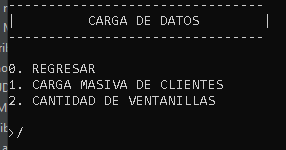 | CARGA DE DATOS |
0. REGRESAR
1. CARGA MASIVA DE CLIENTES
2. CANTIDAD DE VENTANILLAS
>/